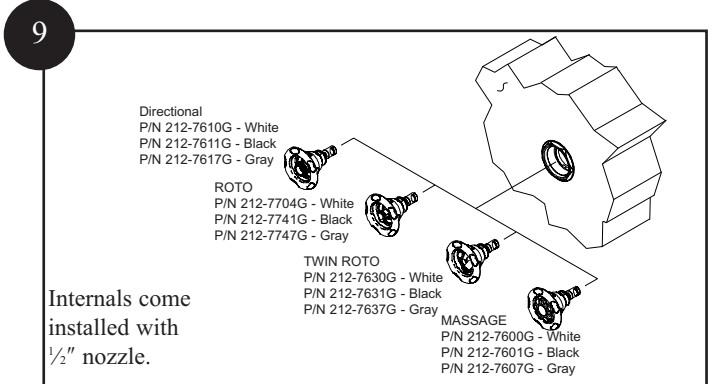 9
Directional
P/N 212-7610G - White
P/N 212-7611G - Black
P/N 212-7617G - Gray
ROTO
P/N 212-7704G - White
P/N 212-7741G - Black
P/N 212-7747G - Gray
TWIN ROTO
P/N 212-7630G - White
P/N 212-7631G - Black
P/N 212-7637G - Gray
MASSAGE
P/N 212-7600G - White
P/N 212-7601G - Black
P/N 212-7607G - Gray
Internals come
installed with
½" nozzle.